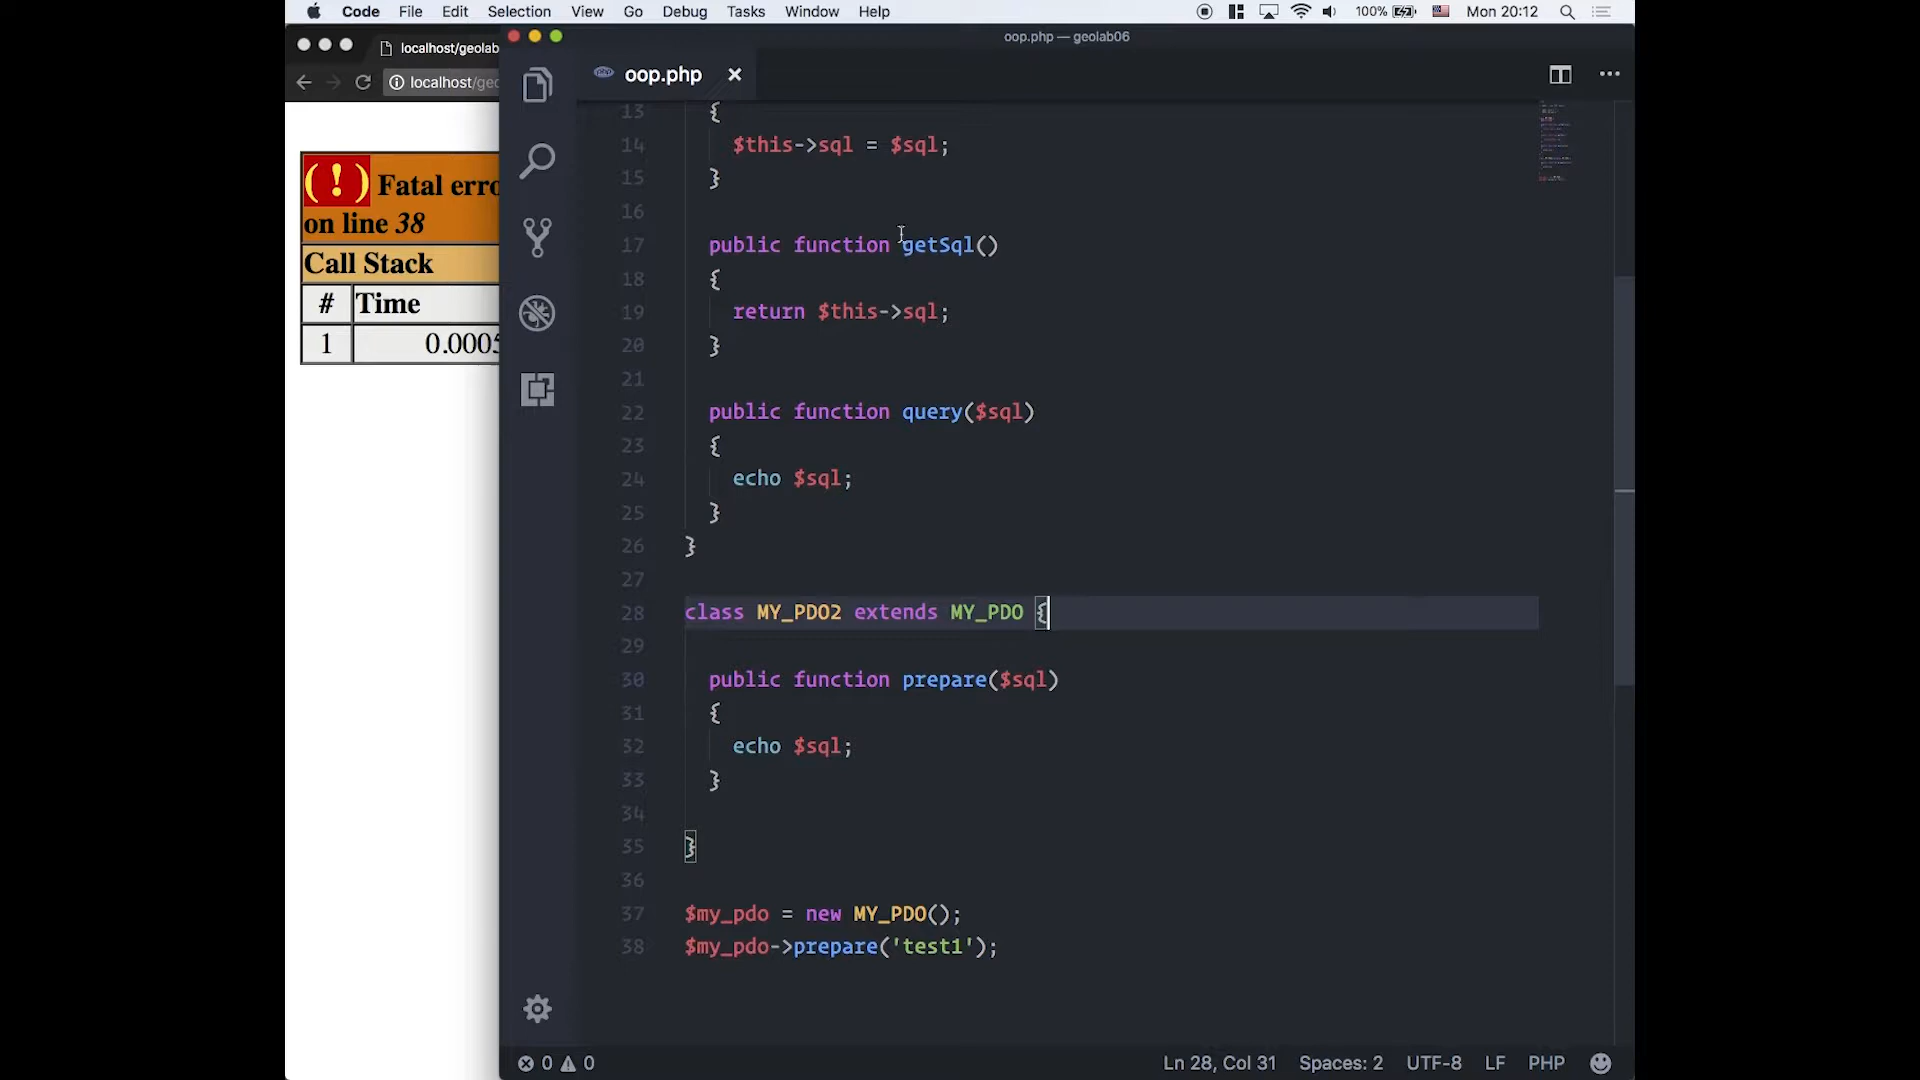 Code File Edit Selection View Go Debug Tasks Window Help 100% Mon 20:12
oop.php — geolab06
localhost/geolab
localhost/geo
oop.php
( ! ) Fatal erro
on line 38
Call Stack
# Time
1 0.0005
13 {
14 $this->sql = $sql;
15 }
16
17 public function getSql()
18 {
19 return $this->sql;
20 }
21
22 public function query($sql)
23 {
24 echo $sql;
25 }
26 }
27
28 class MY_PDO2 extends MY_PDO {
29
30 public function prepare($sql)
31 {
32 echo $sql;
33 }
34
35 }
36
37 $my_pdo = new MY_PDO();
38 $my_pdo->prepare('test1');
0 0 Ln 28, Col 31 Spaces: 2 UTF-8 LF PHP